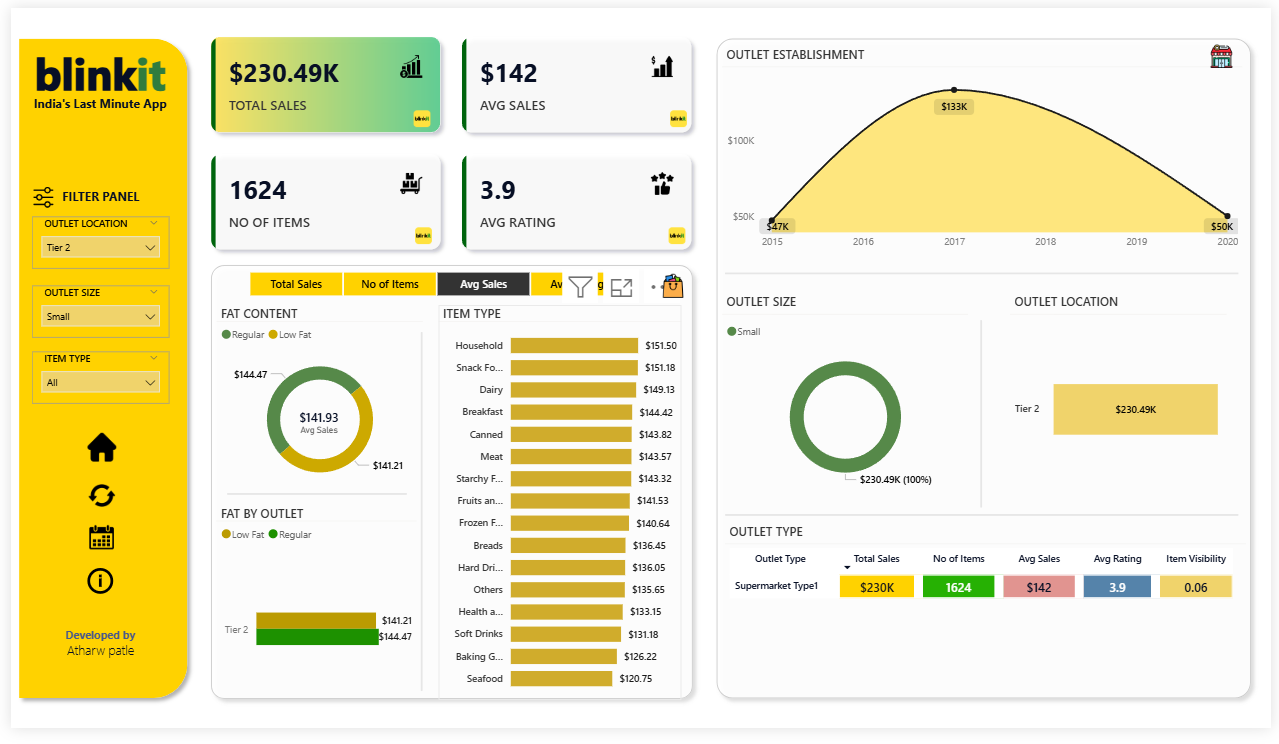 blinkit
India's Last Minute App
FILTER PANEL
OUTLET LOCATION
Tier 2
OUTLET SIZE
Small
ITEM TYPE
All
Developed by
Atharw patle
$230.49K
TOTAL SALES
blinkit
$142
AVG SALES
blinkit
1624
NO OF ITEMS
blinkit
3.9
AVG RATING
blinkit
Total Sales
No of Items
Avg Sales
Av
g
FAT CONTENT
Regular
Low Fat
$144.47
$141.93
Avg Sales
$141.21
FAT BY OUTLET
Low Fat
Regular
Tier 2
$141.21
$144.47
ITEM TYPE
Household $151.50
Snack Fo... $151.18
Dairy $149.13
Breakfast $144.42
Canned $143.82
Meat $143.57
Starchy F... $143.32
Fruits an... $141.53
Frozen F... $140.64
Breads $136.45
Hard Dri... $136.05
Others $135.65
Health a... $133.15
Soft Drinks $131.18
Baking G... $126.22
Seafood $120.75
OUTLET ESTABLISHMENT
$133K
$100K
$50K
$47K
$50K
2015 2016 2017 2018 2019 2020
OUTLET SIZE
Small
$230.49K (100%)
OUTLET LOCATION
Tier 2
$230.49K
OUTLET TYPE
Outlet Type Total Sales No of Items Avg Sales Avg Rating Item Visibility
Supermarket Type1 $230K 1624 $142 3.9 0.06